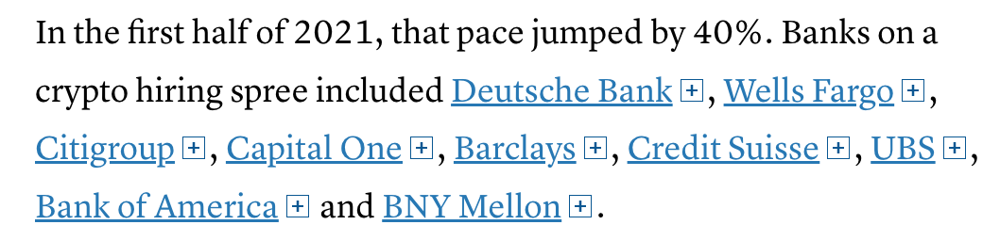 In the first half of 2021, that pace jumped by 40%. Banks on a
crypto hiring spree included Deutsche Bank +, Wells Fargo +,
Citigroup +, Capital One +, Barclays +, Credit Suisse +, UBS +,
Bank of America + and BNY Mellon +.